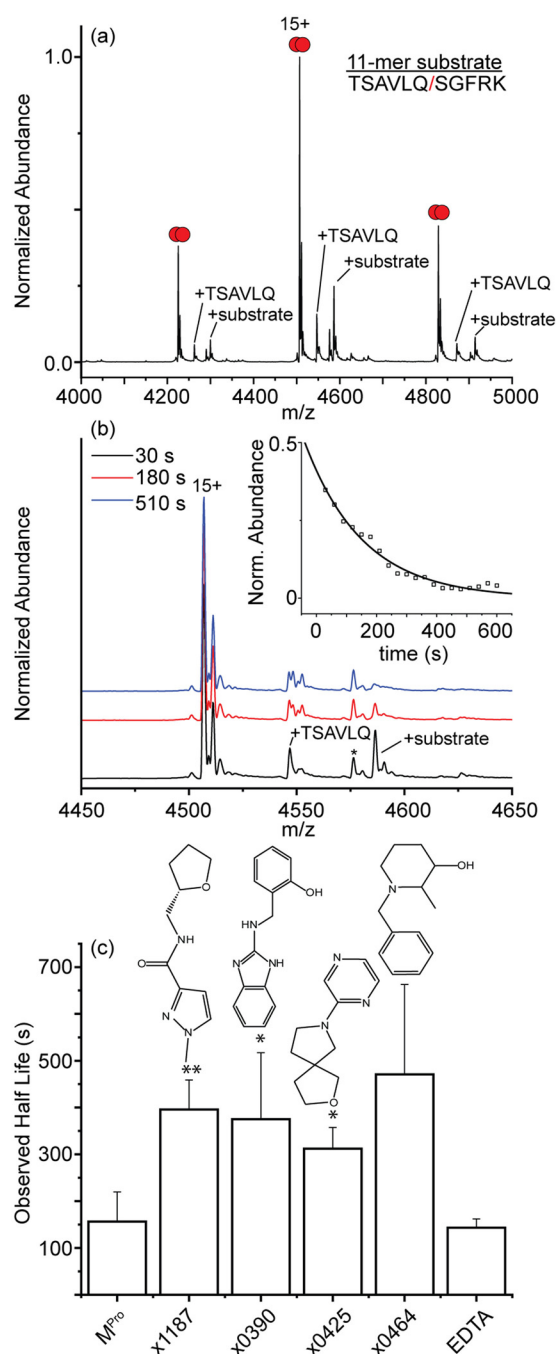 (a)
15+
11-mer substrate
TSAVLQ/SGFRK
1.0
0.0
Normalized Abundance
+TSAVLQ
+substrate
+TSAVLQ
+substrate
+TSAVLQ
+substrate
4000 4200 4400 4600 4800 5000
m/z
(b)
30 s
180 s
510 s
15+
Normalized Abundance
0.5
0
Norm. Abundance
0 200 400 600
time (s)
+TSAVLQ
*
+substrate
4450 4500 4550 4600 4650
m/z
(c)
O
NH
O
N
N
**
OH
HN
N
NH
*
N
N
N
O
*
OH
N
700
500
300
100
Observed Half Life (s)
MPro
x1187
x0390
x0425
x0464
EDTA